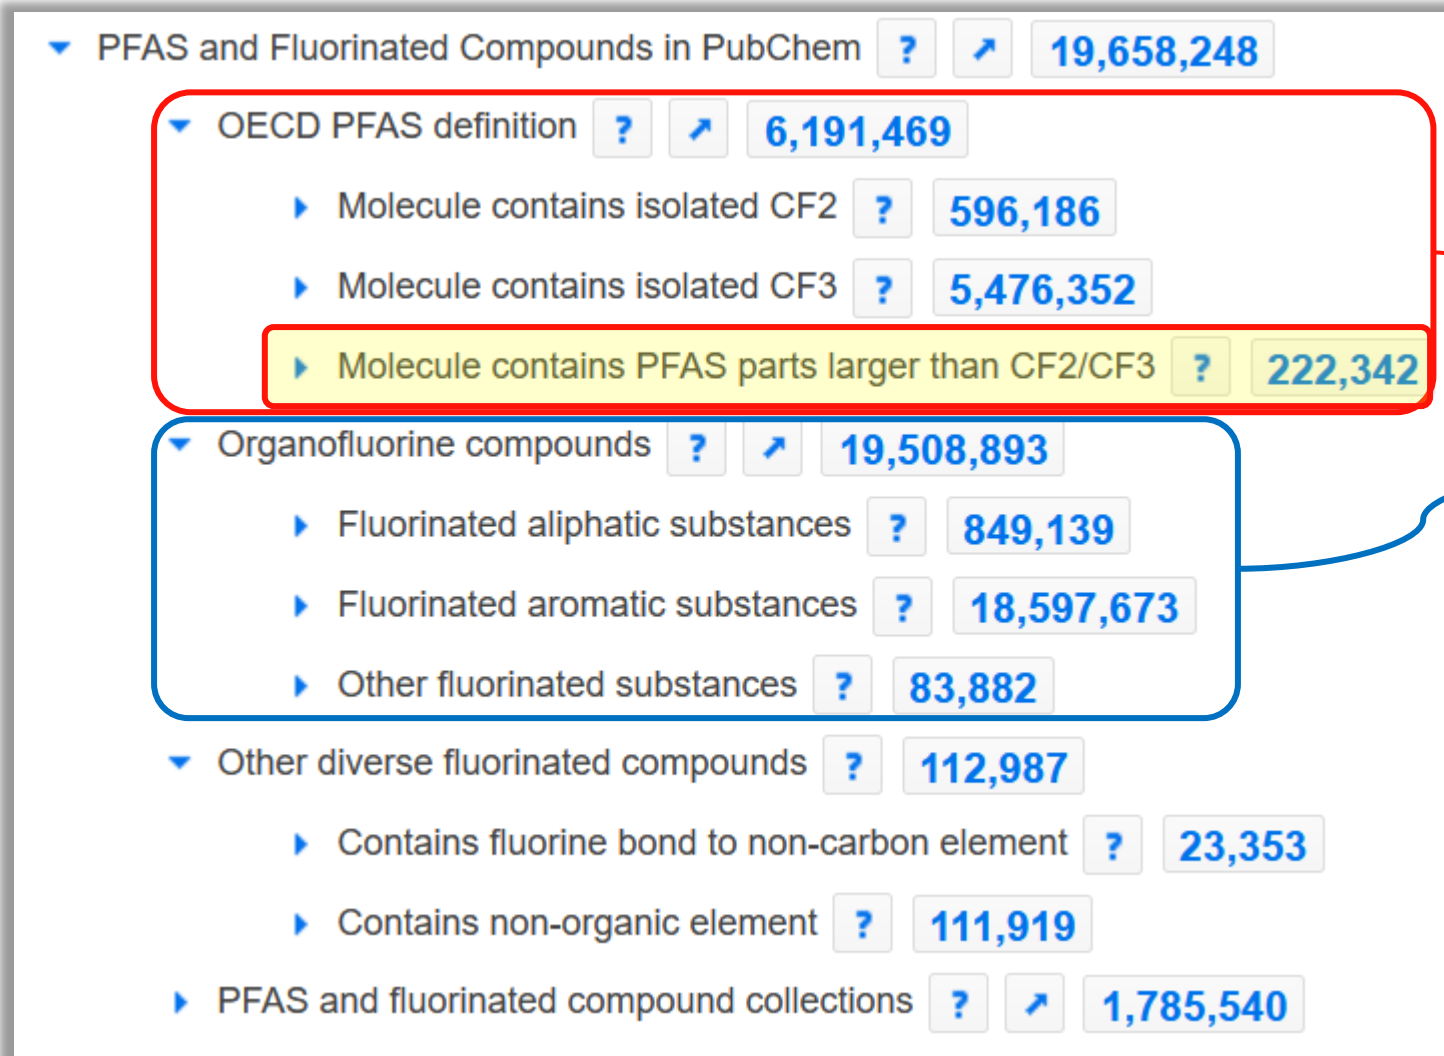 PFAS and Fluorinated Compounds in PubChem ? 19,658,248
OECD PFAS definition ? 6,191,469
Molecule contains isolated CF2 ? 596,186
Molecule contains isolated CF3 ? 5,476,352
Molecule contains PFAS parts larger than CF2/CF3 ? 222,342
Organofluorine compounds ? 19,508,893
Fluorinated aliphatic substances ? 849,139
Fluorinated aromatic substances ? 18,597,673
Other fluorinated substances ? 83,882
Other diverse fluorinated compounds ? 112,987
Contains fluorine bond to non-carbon element ? 23,353
Contains non-organic element ? 111,919
PFAS and fluorinated compound collections ? 1,785,540